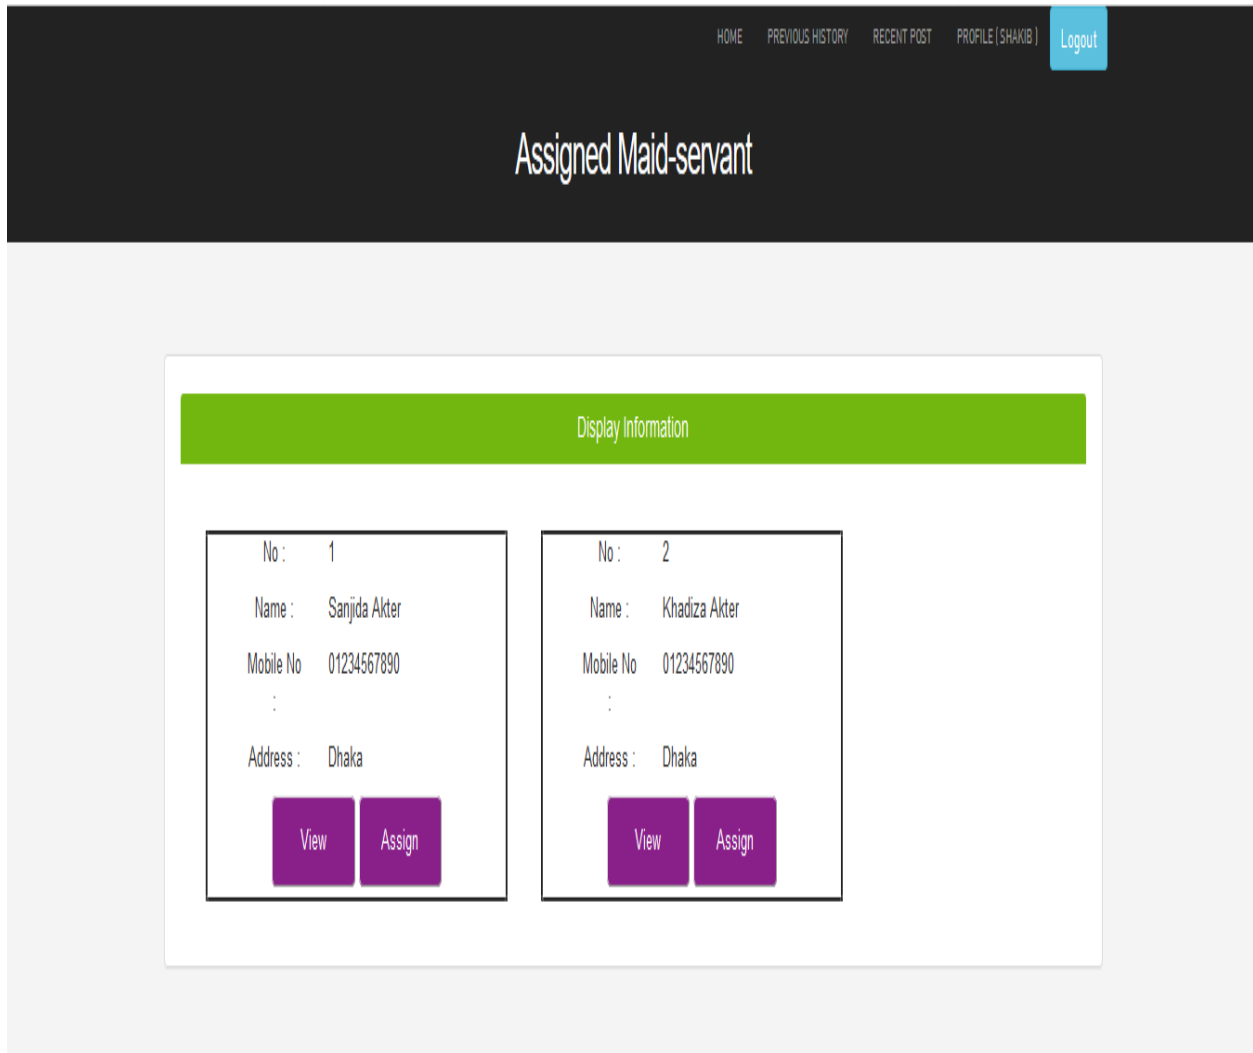 HOME PREVIOUS HISTORY RECENT POST PROFILE ( SHAKIB ) Logout
Assigned Maid-servant
Display Information
No : 1
Name : Sanjida Akter
Mobile No 01234567890
:
Address : Dhaka
View Assign
No : 2
Name : Khadiza Akter
Mobile No 01234567890
:
Address : Dhaka
View Assign